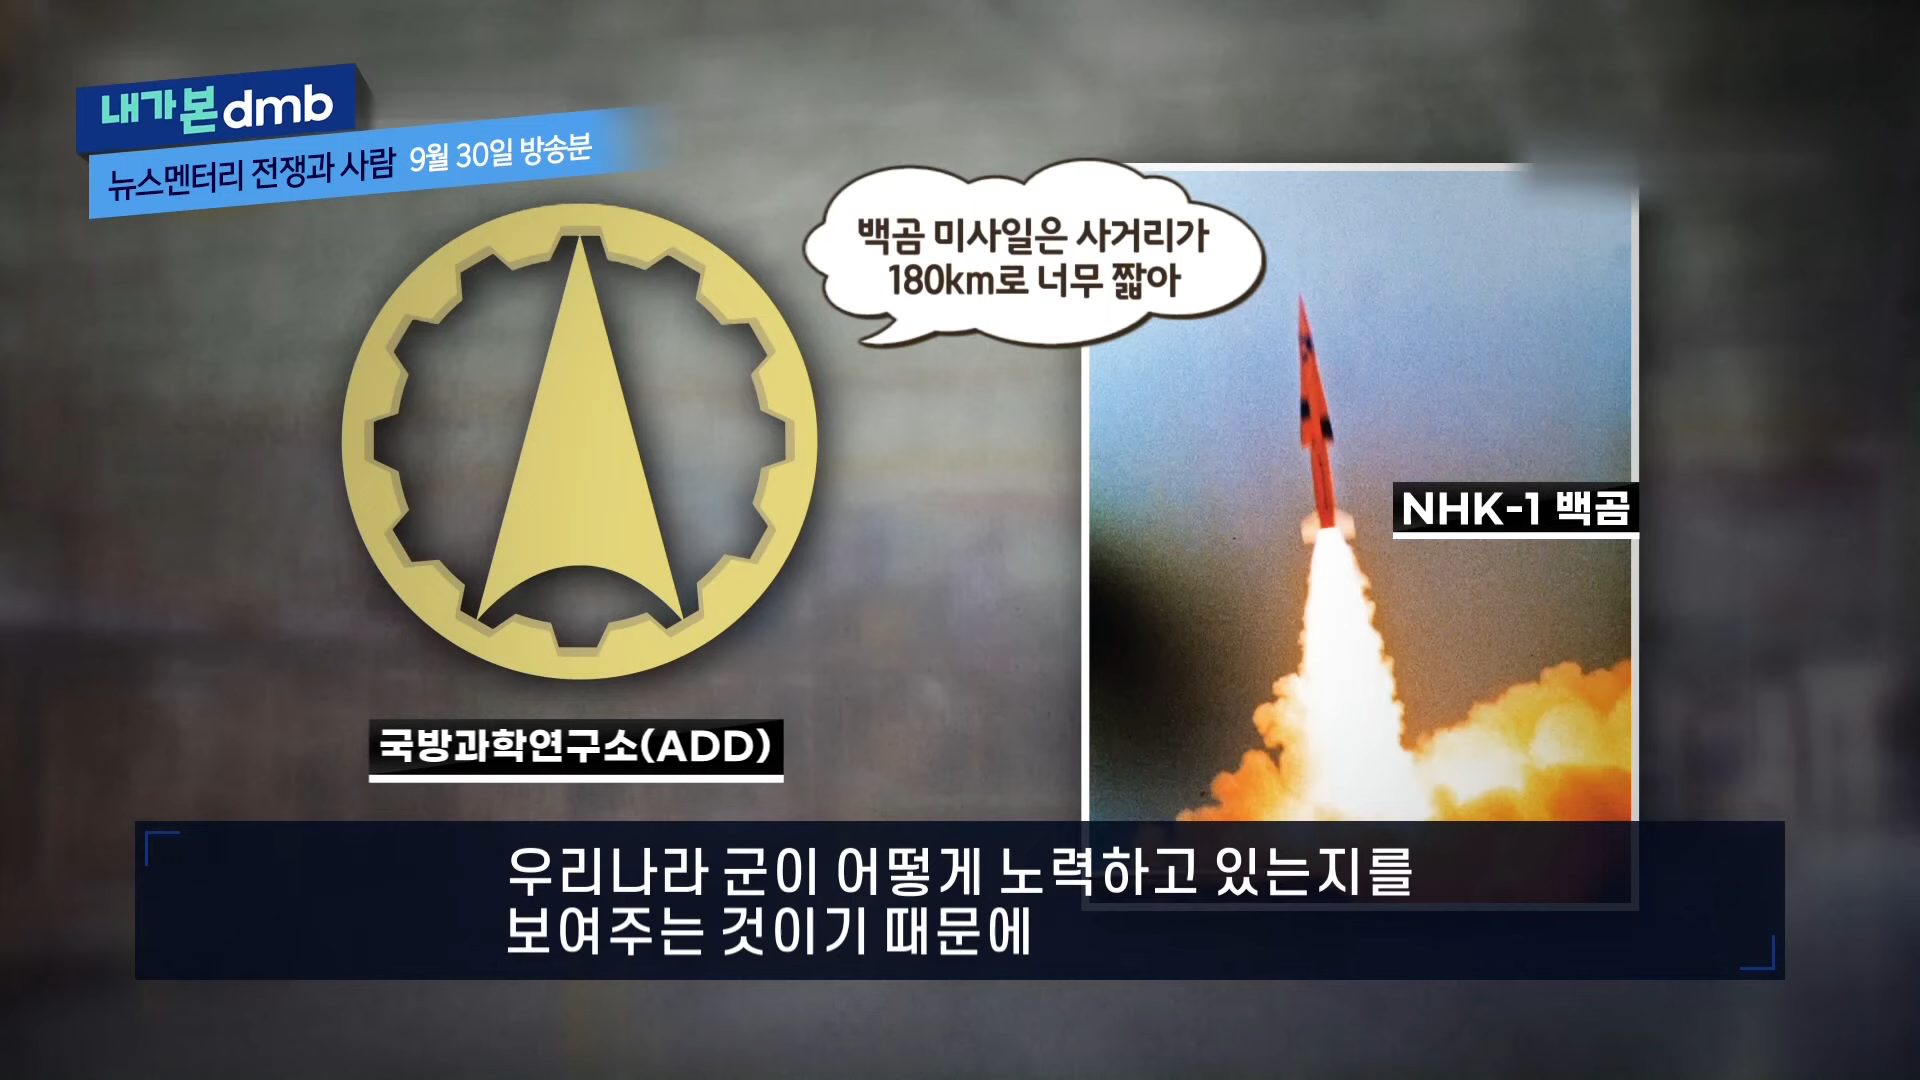 내가 본 dmb
뉴스멘터리 전쟁과 사람 9월 30일 방송분
백곰 미사일은 사거리가
180km로 너무 짧아
NHK-1 백곰
국방과학연구소(ADD)
우리나라 군이 어떻게 노력하고 있는지를
보여주는 것이기 때문에